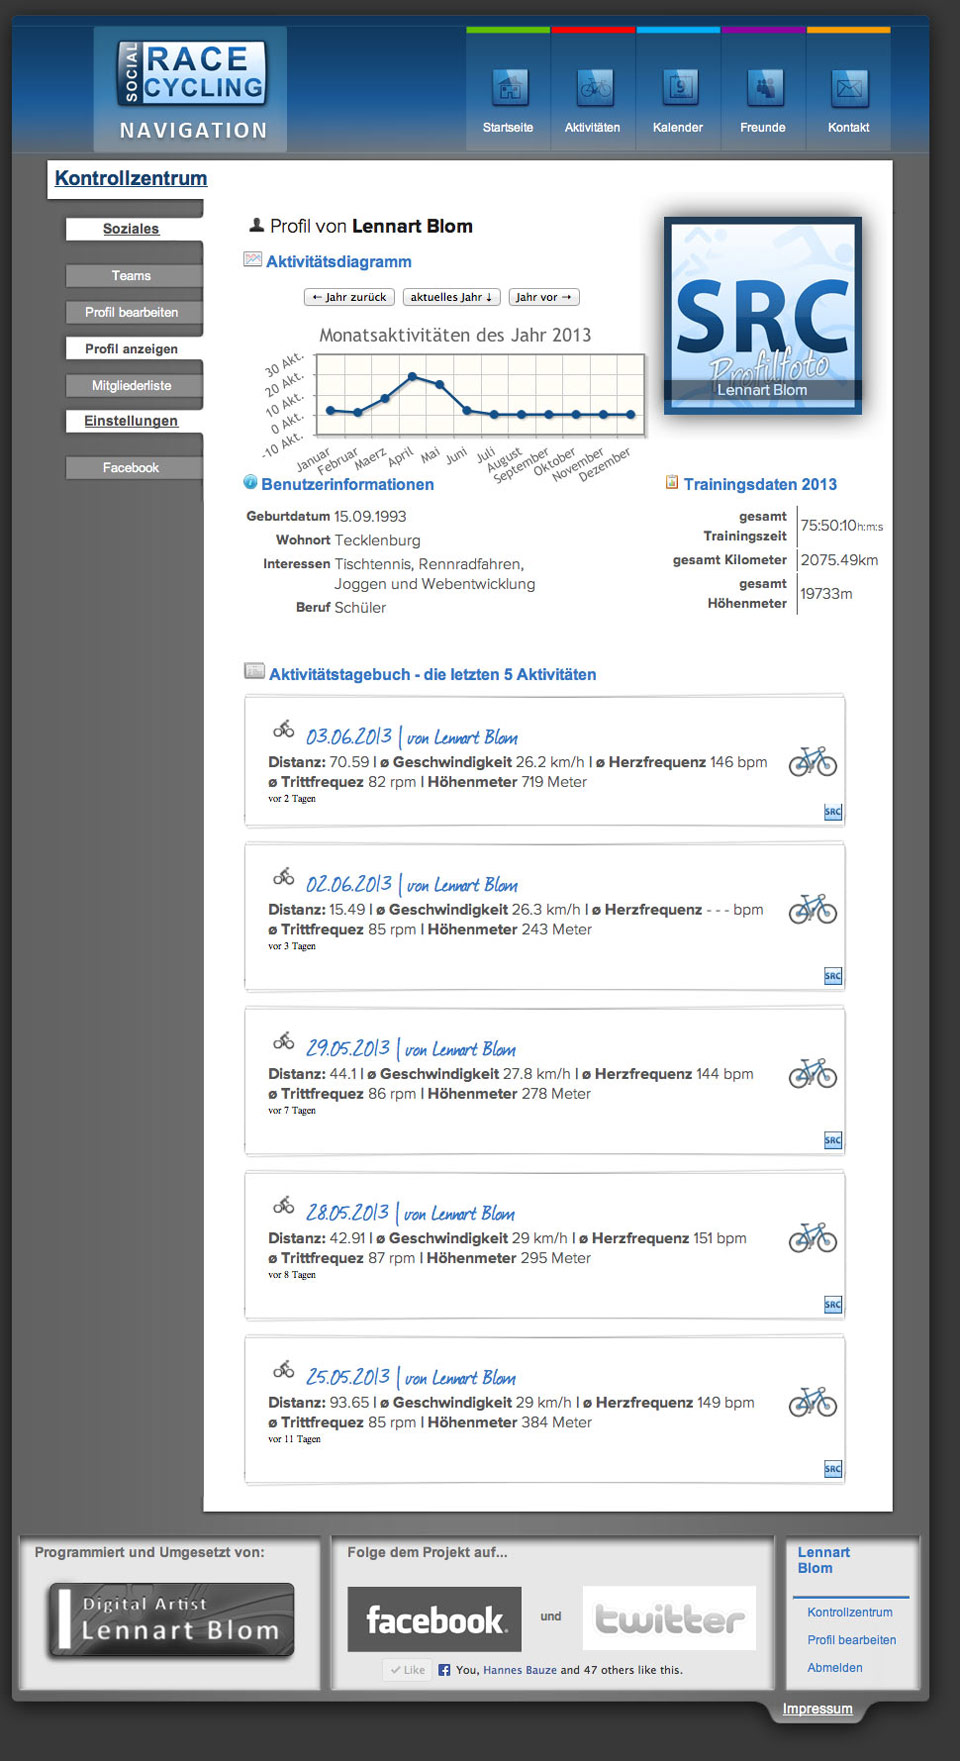 SOCIAL
RACE
CYCLING
NAVIGATION
Startseite
Aktivitäten
Kalender
Freunde
Kontakt
Kontrollzentrum
Soziales
Teams
Profil bearbeiten
Profil anzeigen
Mitgliederliste
Einstellungen
Facebook
Profil von Lennart Blom
Aktivitätsdiagramm
← Jahr zurück
aktuelles Jahr ↓
Jahr vor →
Monatsaktivitäten des Jahr 2013
30 Akt.
20 Akt.
10 Akt.
0 Akt.
-10 Akt.
Januar
Februar
Maerz
April
Mai
Juni
Juli
August
September
Oktober
November
Dezember
SRC
Profilfoto
Lennart Blom
Benutzerinformationen
Geburtdatum 15.09.1993
Wohnort Tecklenburg
Interessen Tischtennis, Rennradfahren,
Joggen und Webentwicklung
Beruf Schüler
Trainingsdaten 2013
gesamt
Trainingszeit 75:50:10h:m:s
gesamt Kilometer 2075.49km
gesamt
Höhenmeter 19733m
Aktivitätstagebuch - die letzten 5 Aktivitäten
03.06.2013 | von Lennart Blom
Distanz: 70.59 | ø Geschwindigkeit 26.2 km/h | ø Herzfrequenz 146 bpm
ø Trittfrequez 82 rpm | Höhenmeter 719 Meter
vor 2 Tagen
SRC
02.06.2013 | von Lennart Blom
Distanz: 15.49 | ø Geschwindigkeit 26.3 km/h | ø Herzfrequenz - - - bpm
ø Trittfrequez 85 rpm | Höhenmeter 243 Meter
vor 3 Tagen
SRC
29.05.2013 | von Lennart Blom
Distanz: 44.1 | ø Geschwindigkeit 27.8 km/h | ø Herzfrequenz 144 bpm
ø Trittfrequez 86 rpm | Höhenmeter 278 Meter
vor 7 Tagen
SRC
28.05.2013 | von Lennart Blom
Distanz: 42.91 | ø Geschwindigkeit 29 km/h | ø Herzfrequenz 151 bpm
ø Trittfrequez 87 rpm | Höhenmeter 295 Meter
vor 8 Tagen
SRC
25.05.2013 | von Lennart Blom
Distanz: 93.65 | ø Geschwindigkeit 29 km/h | ø Herzfrequenz 149 bpm
ø Trittfrequez 85 rpm | Höhenmeter 384 Meter
vor 11 Tagen
SRC
Programmiert und Umgesetzt von:
Digital Artist
Lennart Blom
Folge dem Projekt auf...
facebook.
und
twitter
Like
You, Hannes Bauze and 47 others like this.
Lennart
Blom
Kontrollzentrum
Profil bearbeiten
Abmelden
Impressum